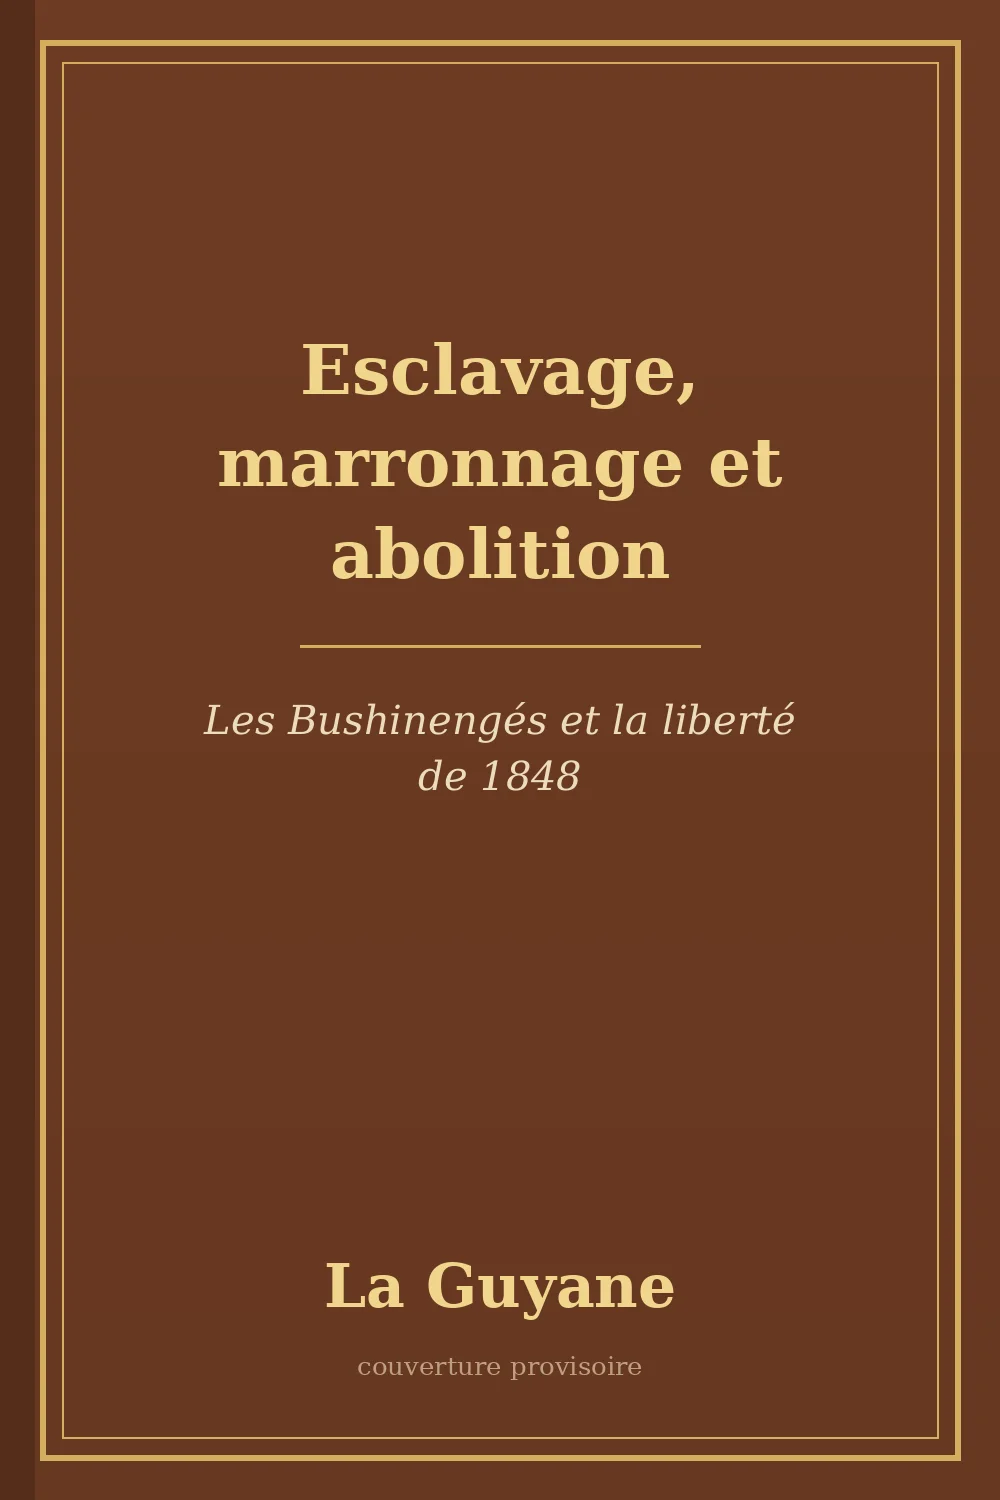 Esclavage,
marronnage et
abolition
Les Bushinengés et la liberté
de 1848
La Guyane
couverture provisoire